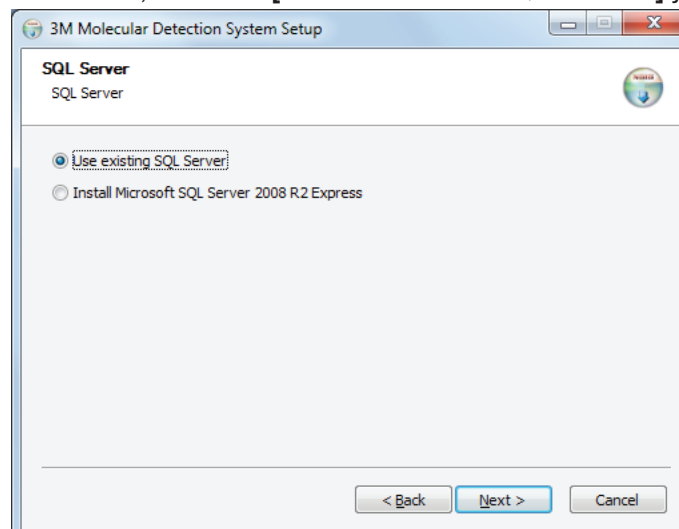 3M Molecular Detection System Setup
SQL Server
SQL Server
Use existing SQL Server
Install Microsoft SQL Server 2008 R2 Express
< Back Next > Cancel